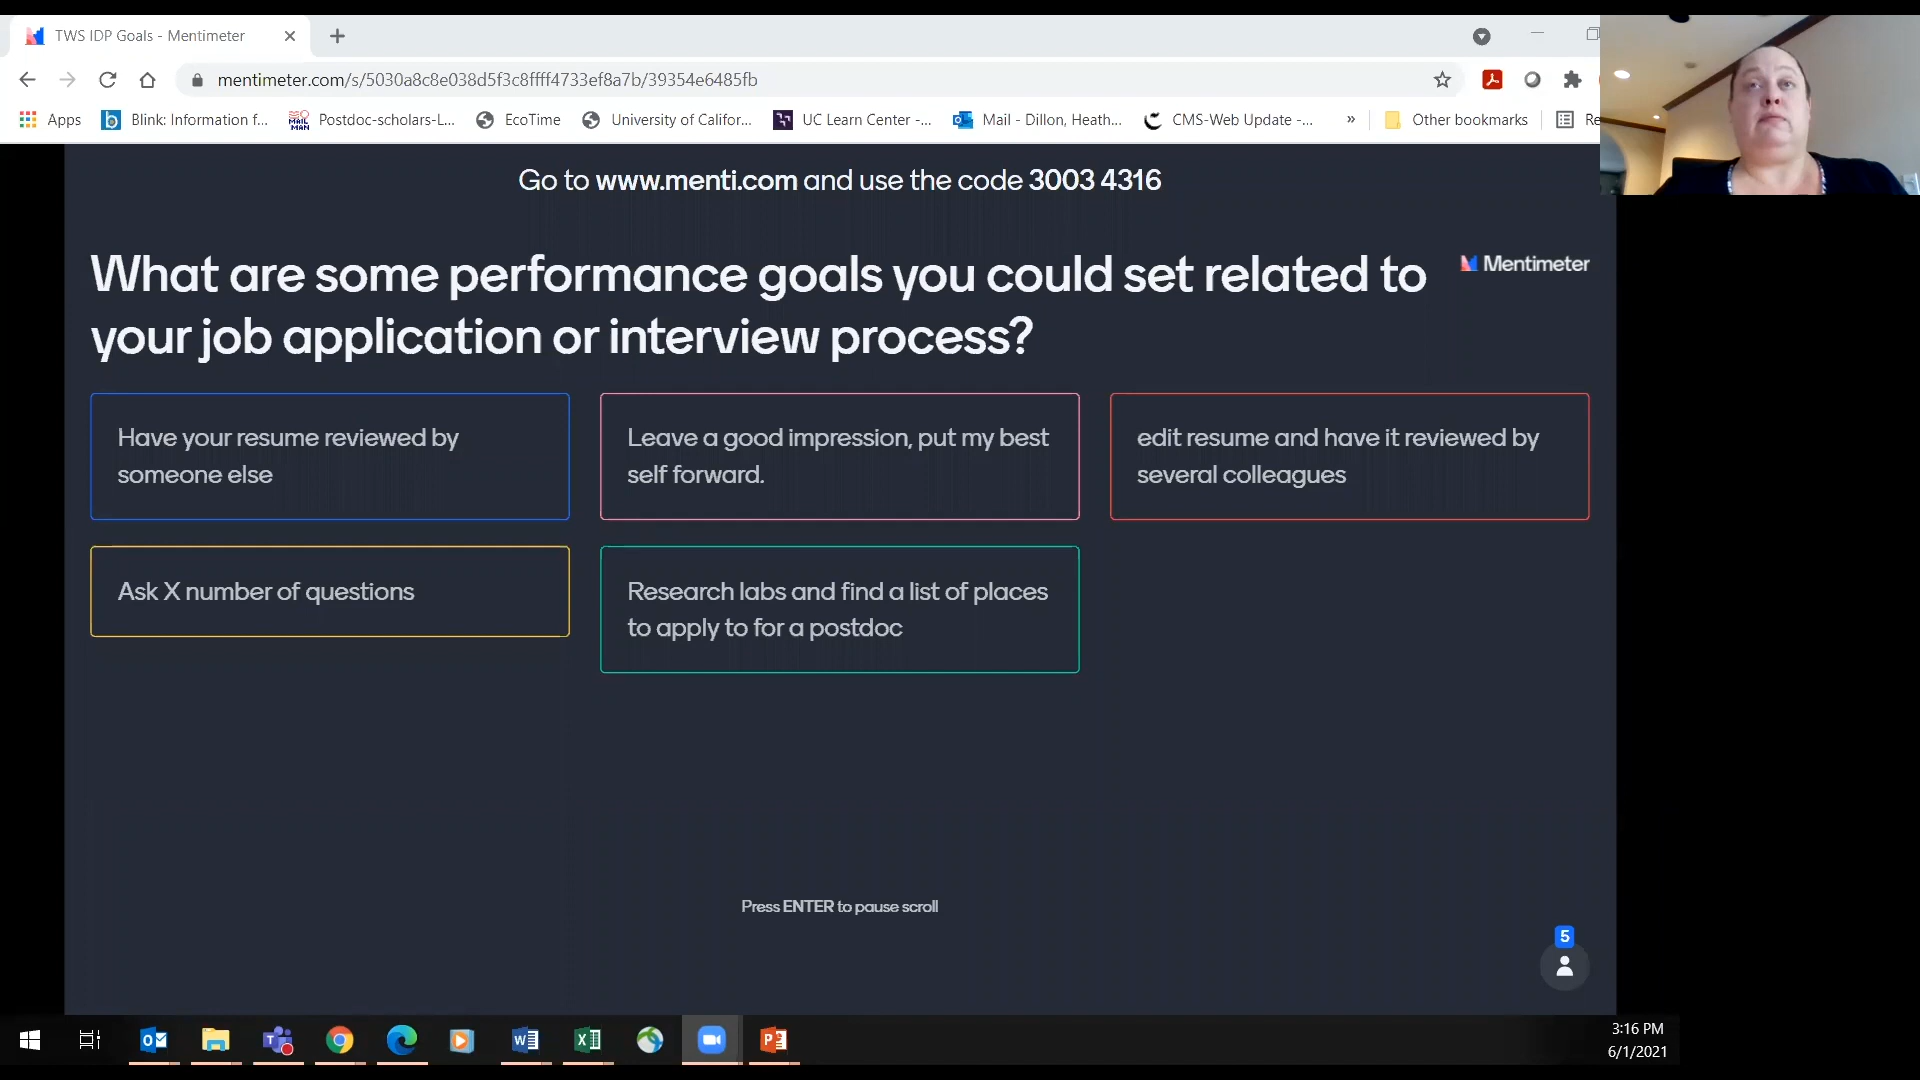 TWS IDP Goals - Mentimeter
mentimeter.com/s/5030a8c8e038d5f3c8ffff4733ef8a7b/39354e6485fb
Apps
Blink: Information f...
MAIL MAN
Postdoc-scholars-L...
EcoTime
University of Califor...
UC Learn Center -...
Mail - Dillon, Heath...
CMS-Web Update -...
»
Other bookmarks
Re
Go to www.menti.com and use the code 3003 4316
What are some performance goals you could set related to
your job application or interview process?
Mentimeter
Have your resume reviewed by
someone else
Leave a good impression, put my best
self forward.
edit resume and have it reviewed by
several colleagues
Ask X number of questions
Research labs and find a list of places
to apply to for a postdoc
Press ENTER to pause scroll
5
3:16 PM
6/1/2021